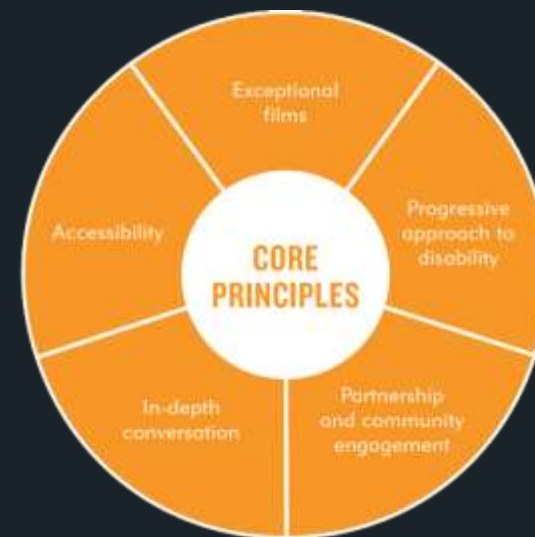 Exceptional
films
Progressive
approach to
disability
Partnership
and community
engagement
In-depth
conversation
Accessibility
CORE
PRINCIPLES